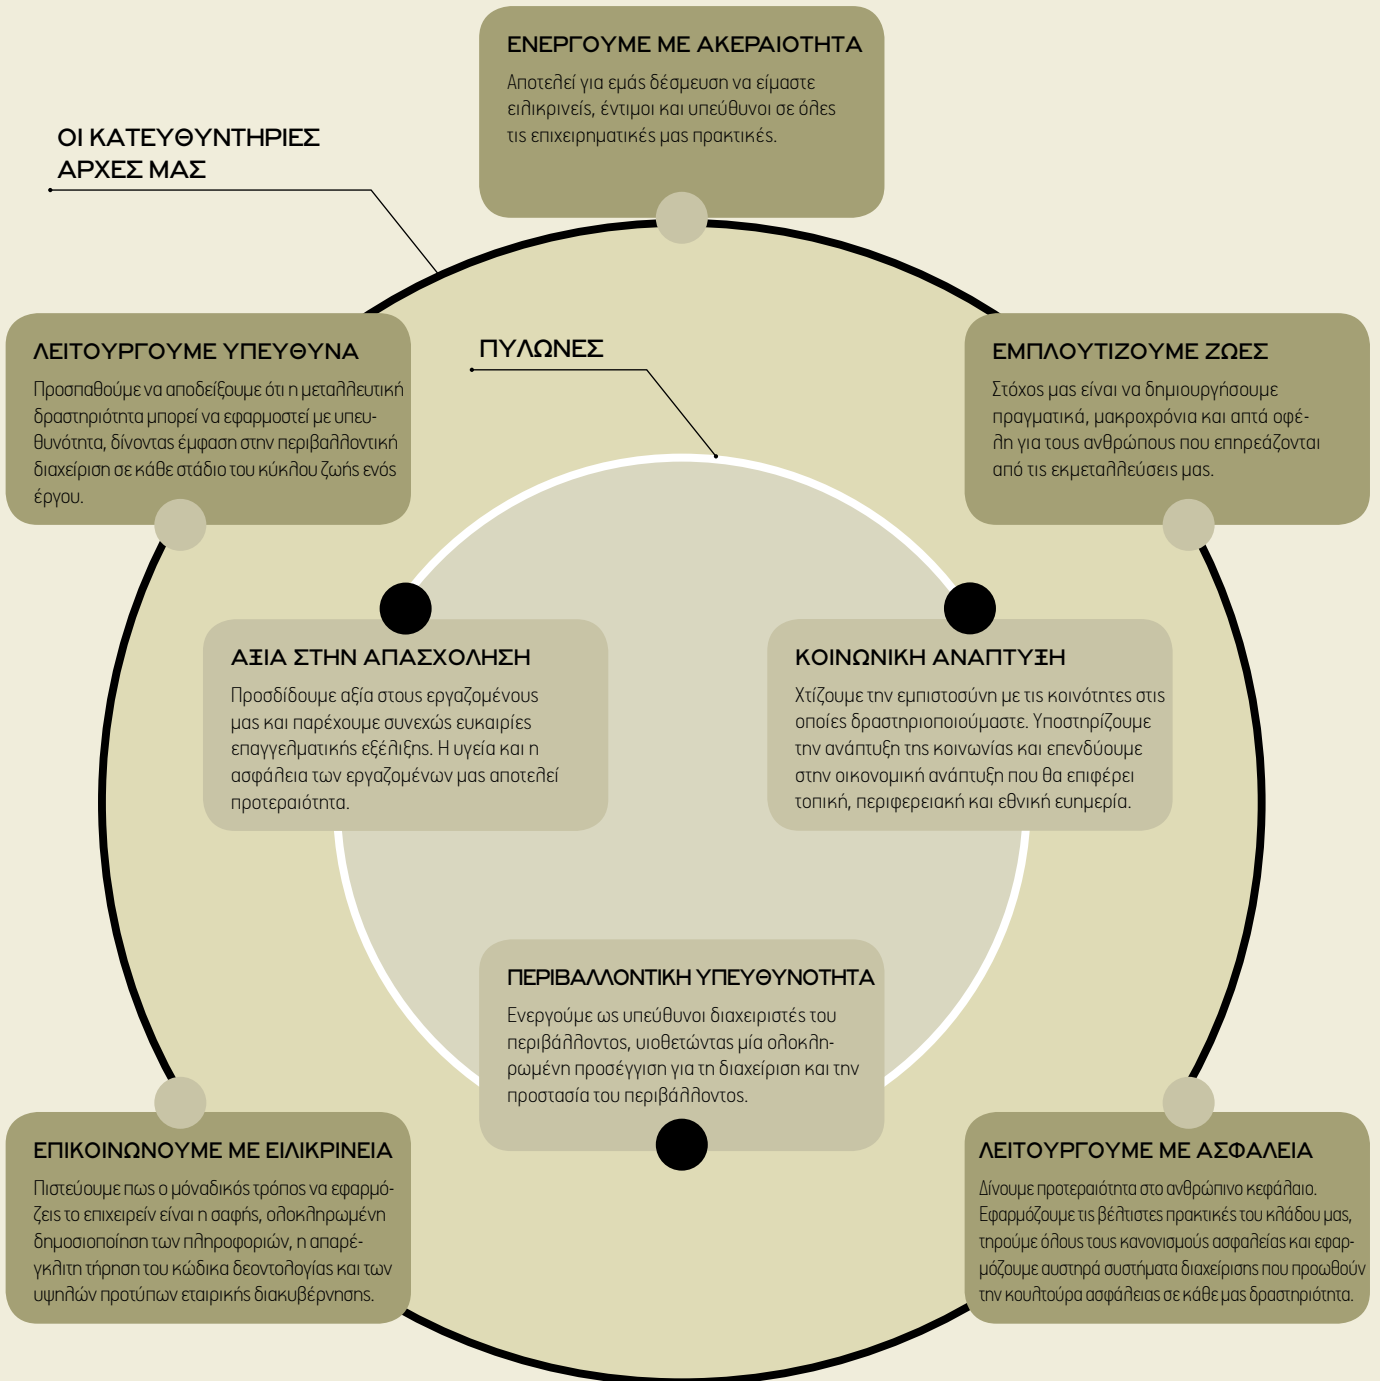 ΕΝΕΡΓΟΥΜΕ ΜΕ ΑΚΕΡΑΙΟΤΗΤΑ
Αποτελεί για εμάς δέσμευση να είμαστε
ειλικρινείς, έντιμοι και υπεύθυνοι σε όλες
τις επιχειρηματικές μας πρακτικές.
ΟΙ ΚΑΤΕΥΘΥΝΤΗΡΙΕΣ
ΑΡΧΕΣ ΜΑΣ
ΛΕΙΤΟΥΡΓΟΥΜΕ ΥΠΕΥΘΥΝΑ
Προσπαθούμε να αποδείξουμε ότι η μεταλλευτική
δραστηριότητα μπορεί να εφαρμοστεί με υπευ-
θυνότητα, δίνοντας έμφαση στην περιβαλλοντική
διαχείριση σε κάθε στάδιο του κύκλου ζωής ενός
έργου.
ΠΥΛΩΝΕΣ
ΕΜΠΛΟΥΤΙΖΟΥΜΕ ΖΩΕΣ
Στόχος μας είναι να δημιουργήσουμε
πραγματικά, μακροχρόνια και απτά οφέ-
λη για τους ανθρώπους που επηρεάζονται
από τις εκμεταλλεύσεις μας.
ΑΞΙΑ ΣΤΗΝ ΑΠΑΣΧΟΛΗΣΗ
Προσδίδουμε αξία στους εργαζομένους
μας και παρέχουμε συνεχώς ευκαιρίες
επαγγελματικής εξέλιξης. Η υγεία και η
ασφάλεια των εργαζομένων μας αποτελεί
προτεραιότητα.
ΚΟΙΝΩΝΙΚΗ ΑΝΑΠΤΥΞΗ
Χτίζουμε την εμπιστοσύνη με τις κοινότητες στις
οποίες δραστηριοποιούμαστε. Υποστηρίζουμε
την ανάπτυξη της κοινωνίας και επενδύουμε
στην οικονομική ανάπτυξη που θα επιφέρει
τοπική, περιφερειακή και εθνική ευημερία.
ΠΕΡΙΒΑΛΛΟΝΤΙΚΗ ΥΠΕΥΘΥΝΟΤΗΤΑ
Ενεργούμε ως υπεύθυνοι διαχειριστές του
περιβάλλοντος, υιοθετώντας μία ολοκλη-
ρωμένη προσέγγιση για τη διαχείριση και την
προστασία του περιβάλλοντος.
ΕΠΙΚΟΙΝΩΝΟΥΜΕ ΜΕ ΕΙΛΙΚΡΙΝΕΙΑ
Πιστεύουμε πως ο μόναδικός τρόπος να εφαρμό-
ζεις το επιχειρείν είναι η σαφής, ολοκληρωμένη
δημοσιοποίηση των πληροφοριών, η απαρέ-
γκλιτη τήρηση του κώδικα δεοντολογίας και των
υψηλών προτύπων εταιρικής διακυβέρνησης.
ΛΕΙΤΟΥΡΓΟΥΜΕ ΜΕ ΑΣΦΑΛΕΙΑ
Δίνουμε προτεραιότητα στο ανθρώπινο κεφάλαιο.
Εφαρμόζουμε τις βέλτιστες πρακτικές του κλάδου μας,
τηρούμε όλους τους κανονισμούς ασφαλείας και εφαρ-
μόζουμε αυστηρά συστήματα διαχείρισης που προωθούν
την κουλτούρα ασφάλειας σε κάθε μας δραστηριότητα.